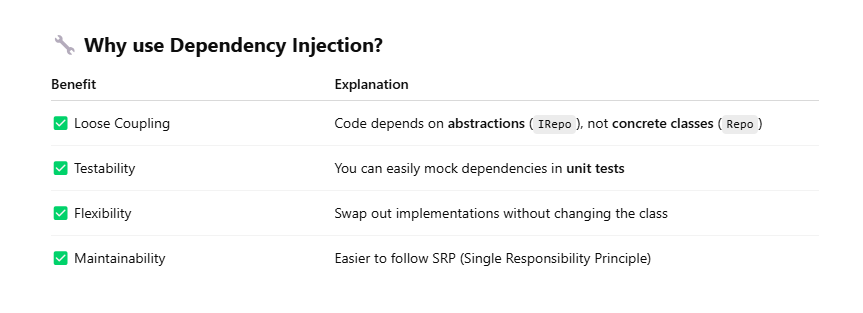 🔧 Why use Dependency Injection?
Benefit Explanation
✅ Loose Coupling Code depends on abstractions (IRepo), not concrete classes (Repo)
✅ Testability You can easily mock dependencies in unit tests
✅ Flexibility Swap out implementations without changing the class
✅ Maintainability Easier to follow SRP (Single Responsibility Principle)